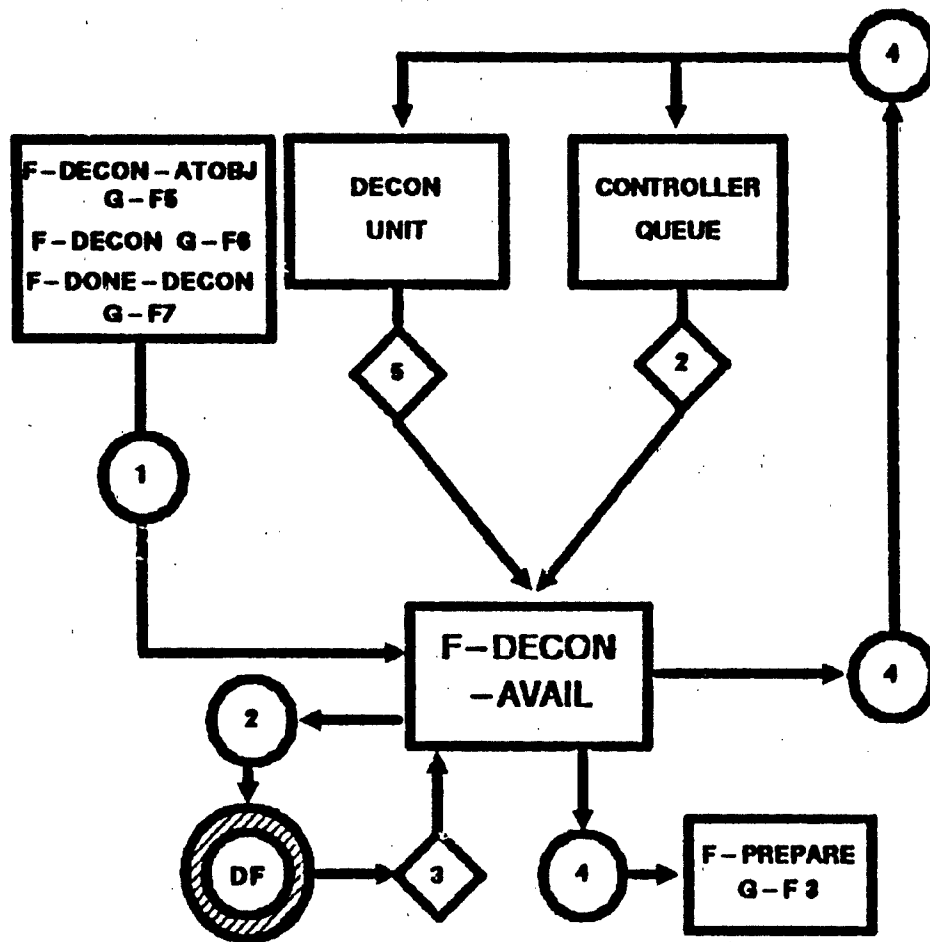 4
F-DECON-ATOBJ
G-F5
F-DECON G-F6
F-DONE-DECON
G-F7
DECON
UNIT
CONTROLLER
QUEUE
5
2
1
F-DECON
-AVAIL
4
2
DF
3
4
F-PREPARE
G-F3